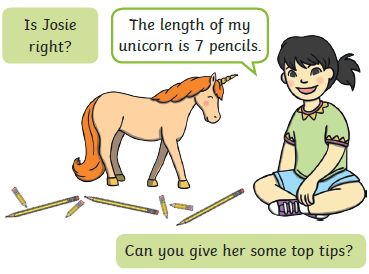 Is Josie
right?
The length of my
unicorn is 7 pencils.
Can you give her some top tips?